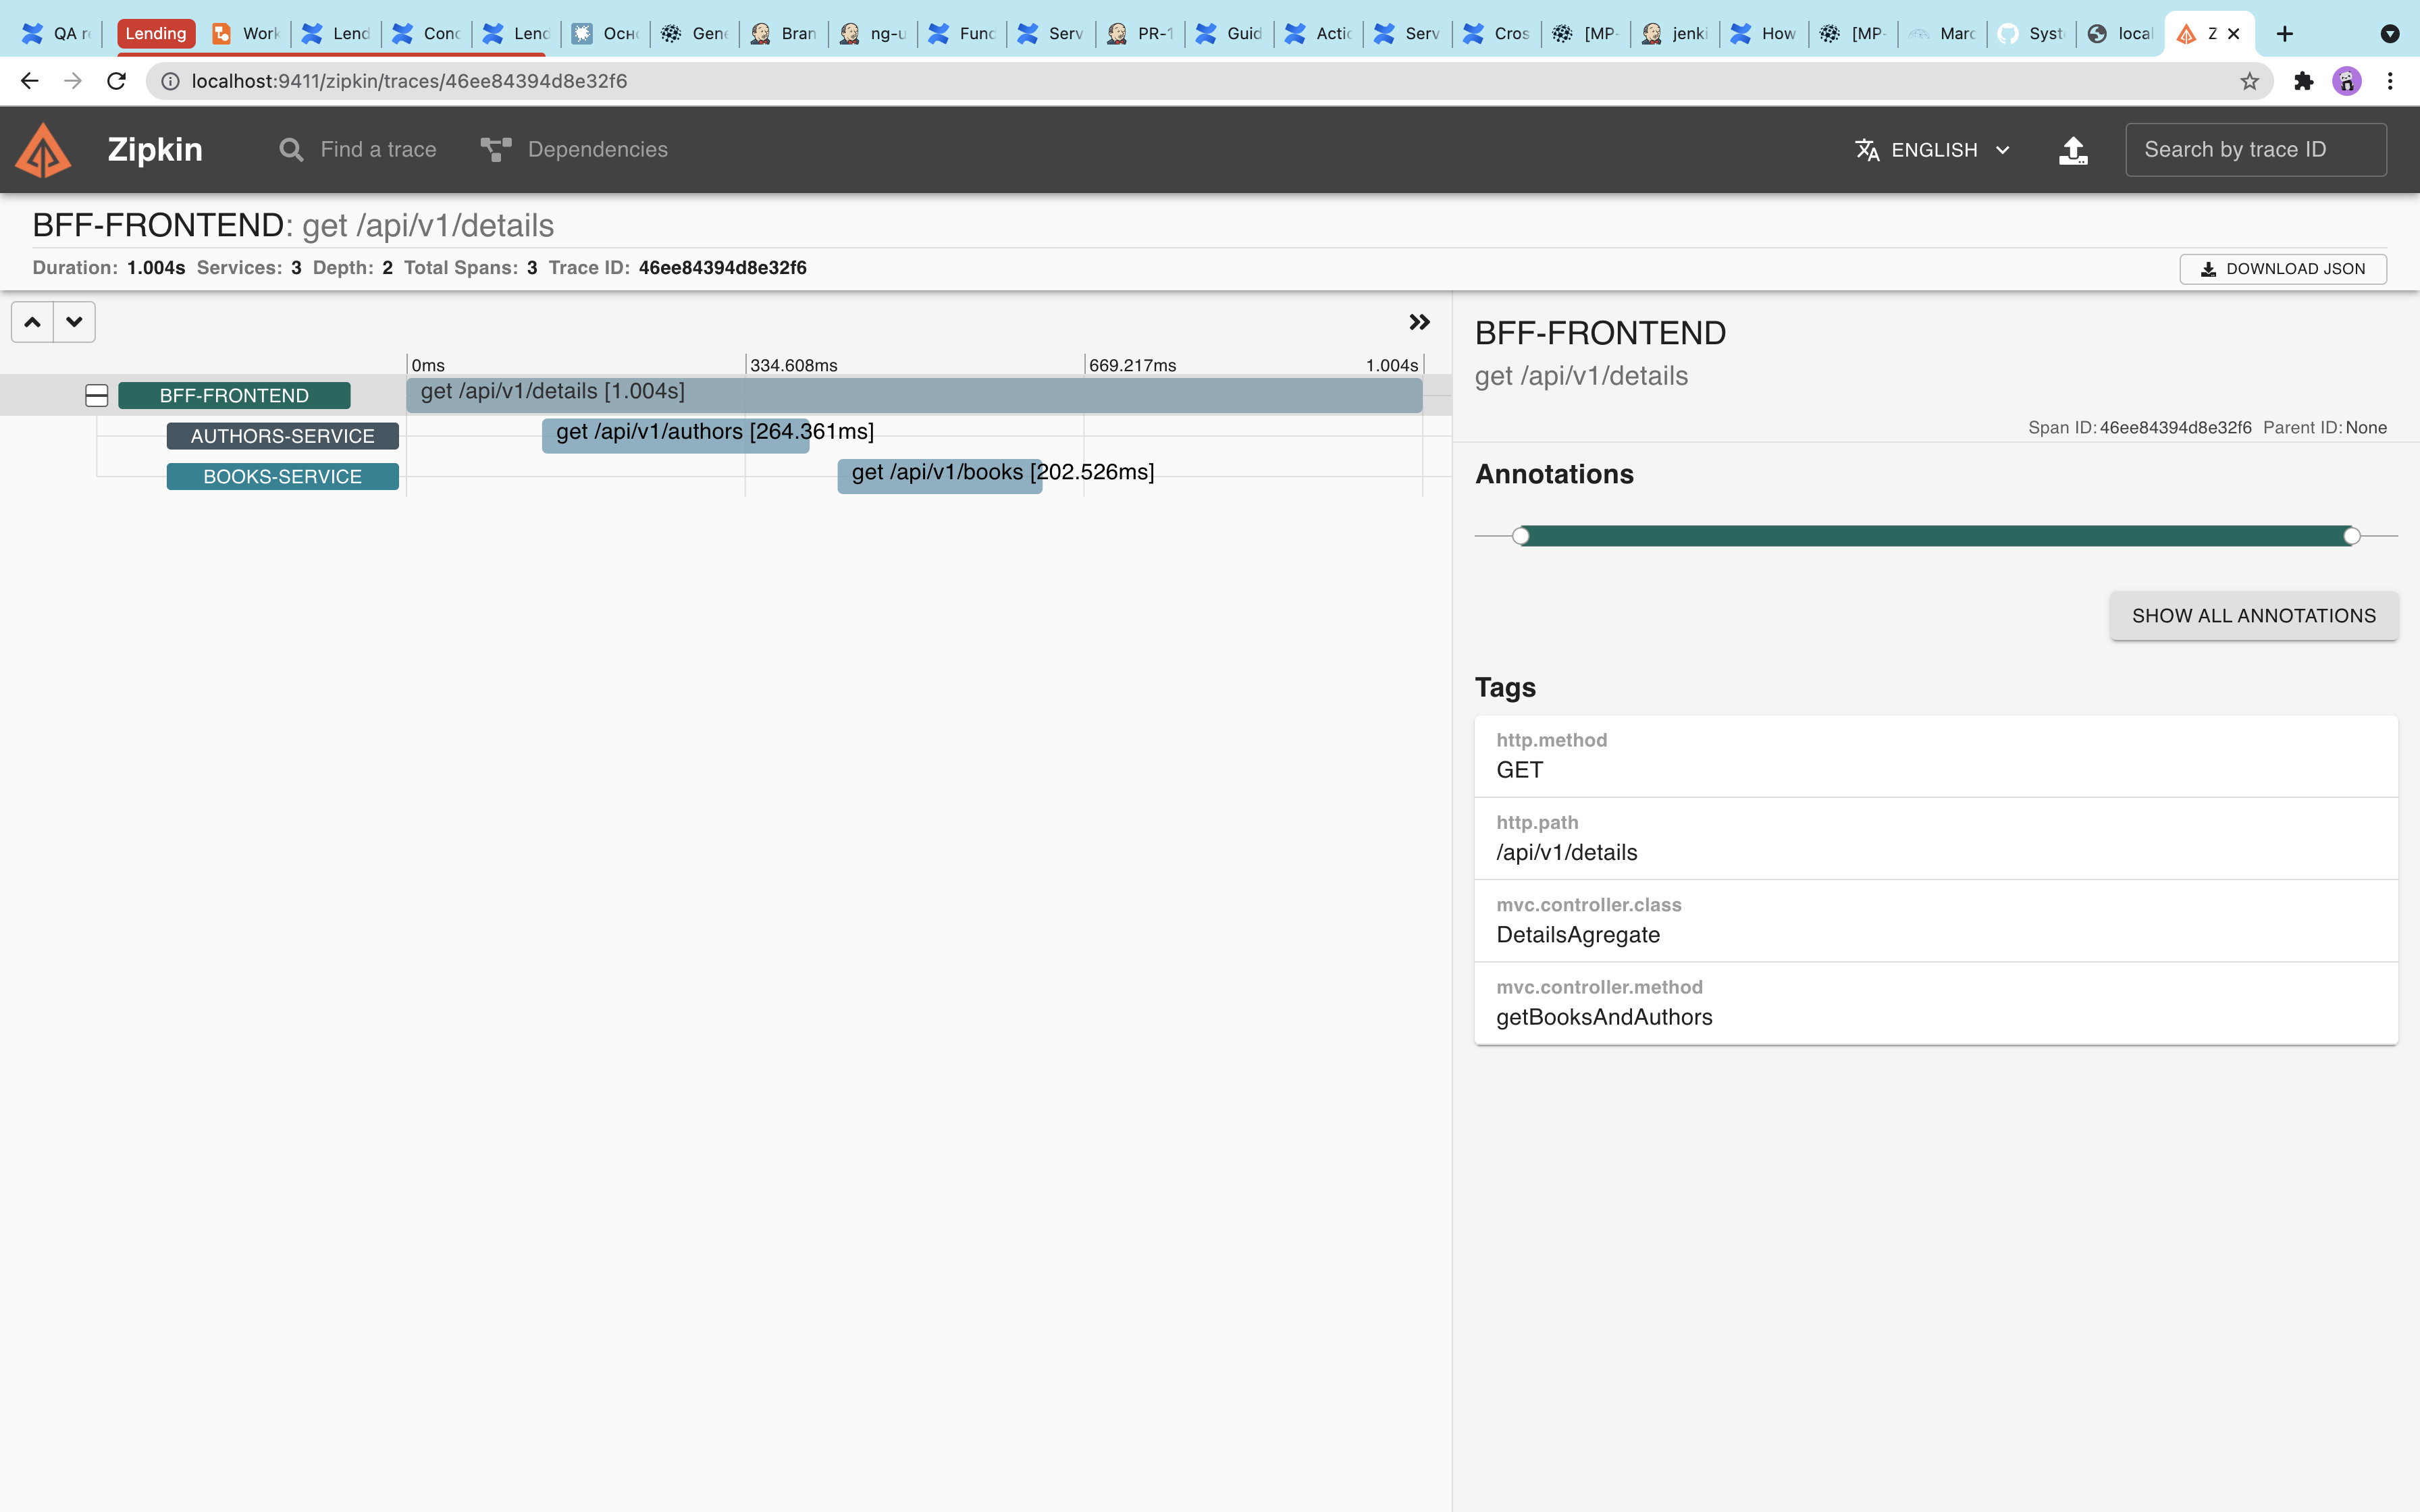 QA r Lending Work Lend Conc Lend Осно Gene Bran ng-u Func Serv PR-1 Guid Actic Serv Cros [MP- jenki How [MP- Marc Syst local Z
localhost:9411/zipkin/traces/46ee84394d8e32f6
Zipkin Find a trace Dependencies ENGLISH Search by trace ID
BFF-FRONTEND: get /api/v1/details
Duration: 1.004s Services: 3 Depth: 2 Total Spans: 3 Trace ID: 46ee84394d8e32f6 DOWNLOAD JSON
0ms 334.608ms 669.217ms 1.004s
BFF-FRONTEND get /api/v1/details [1.004s]
AUTHORS-SERVICE get /api/v1/authors [264.361ms]
BOOKS-SERVICE get /api/v1/books [202.526ms]
BFF-FRONTEND
get /api/v1/details
Span ID: 46ee84394d8e32f6 Parent ID: None
Annotations
SHOW ALL ANNOTATIONS
Tags
http.method
GET
http.path
/api/v1/details
mvc.controller.class
DetailsAgregate
mvc.controller.method
getBooksAndAuthors